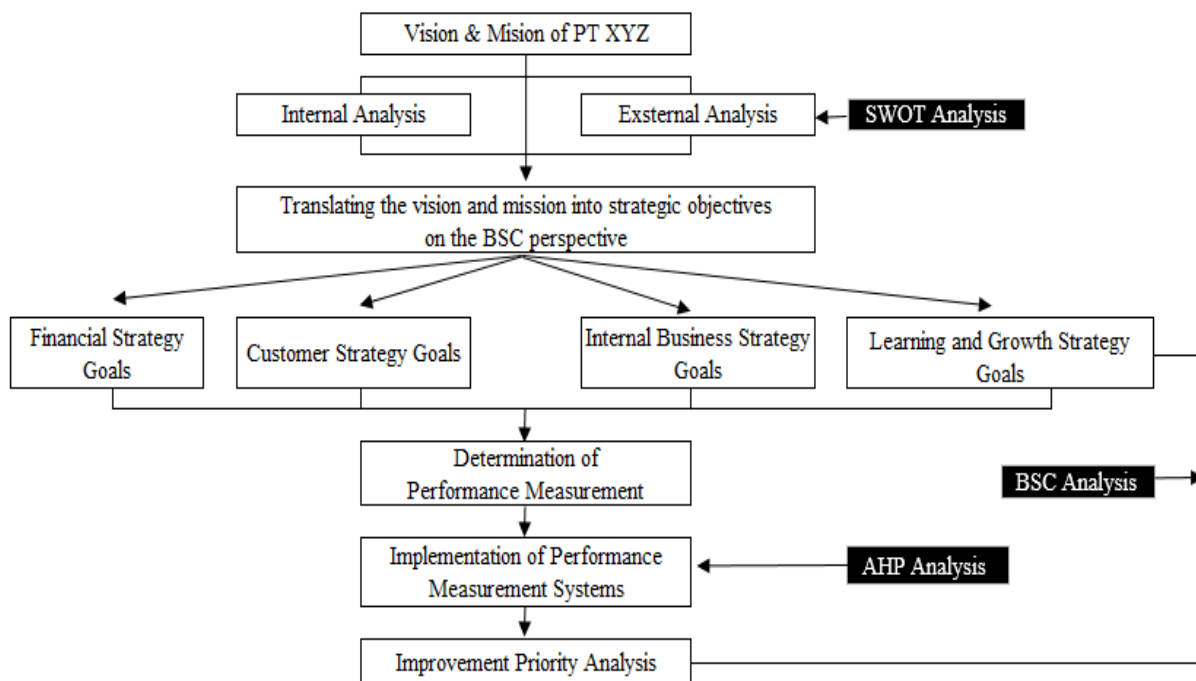 Vision & Mision of PT XYZ
Internal Analysis
Exsternal Analysis
SWOT Analysis
Translating the vision and mission into strategic objectives
on the BSC perspective
Financial Strategy
Goals
Customer Strategy Goals
Internal Business Strategy
Goals
Learning and Growth Strategy
Goals
Determination of
Performance Measurement
BSC Analysis
Implementation of Performance
Measurement Systems
AHP Analysis
Improvement Priority Analysis